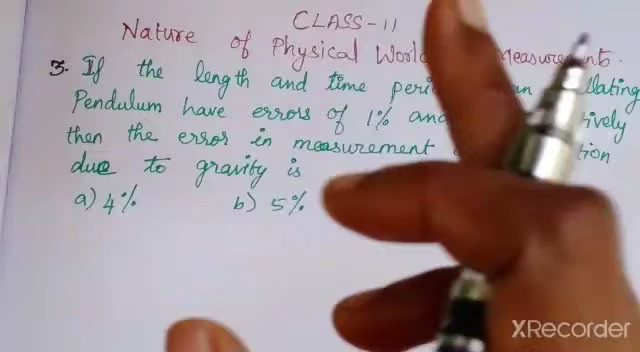 CLASS-11
Nature of Physical World Measurements.
3. If the length and time
Pendulum have errors of 1% and
then the error in measurement
due to gravity is
a) 4% b) 5%
XRecorder